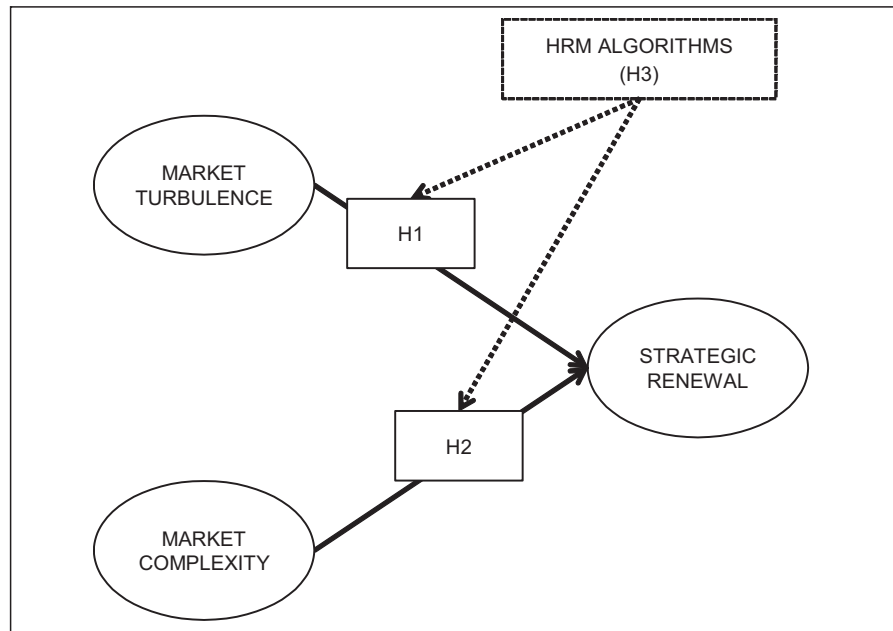 HRM ALGORITHMS
(H3)
MARKET
TURBULENCE
H1
STRATEGIC
RENEWAL
H2
MARKET
COMPLEXITY